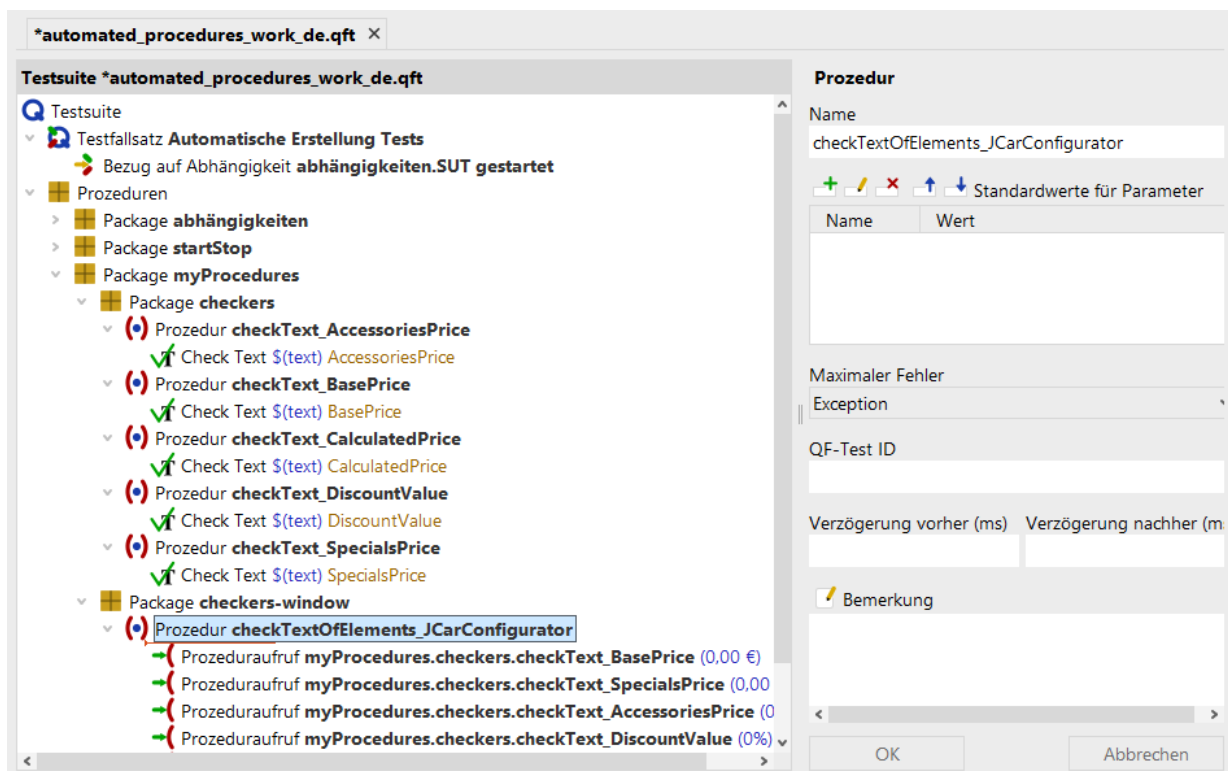 *automated_procedures_work_de.qft ×
Testsuite *automated_procedures_work_de.qft
Testsuite
Testfallsatz Automatische Erstellung Tests
Bezug auf Abhängigkeit abhängigkeiten.SUT gestartet
Prozeduren
Package abhängigkeiten
Package startStop
Package myProcedures
Package checkers
Prozedur checkText_AccessoriesPrice
Check Text $(text) AccessoriesPrice
Prozedur checkText_BasePrice
Check Text $(text) BasePrice
Prozedur checkText_CalculatedPrice
Check Text $(text) CalculatedPrice
Prozedur checkText_DiscountValue
Check Text $(text) DiscountValue
Prozedur checkText_SpecialsPrice
Check Text $(text) SpecialsPrice
Package checkers-window
Prozedur checkTextOfElements_JCarConfigurator
Prozeduraufruf myProcedures.checkers.checkText_BasePrice (0,00 €)
Prozeduraufruf myProcedures.checkers.checkText_SpecialsPrice (0,00
Prozeduraufruf myProcedures.checkers.checkText_AccessoriesPrice (0
Prozeduraufruf myProcedures.checkers.checkText_DiscountValue (0%)
Prozedur
Name
checkTextOfElements_JCarConfigurator
Standardwerte für Parameter
Name Wert
Maximaler Fehler
Exception
QF-Test ID
Verzögerung vorher (ms) Verzögerung nachher (m
Bemerkung
OK Abbrechen